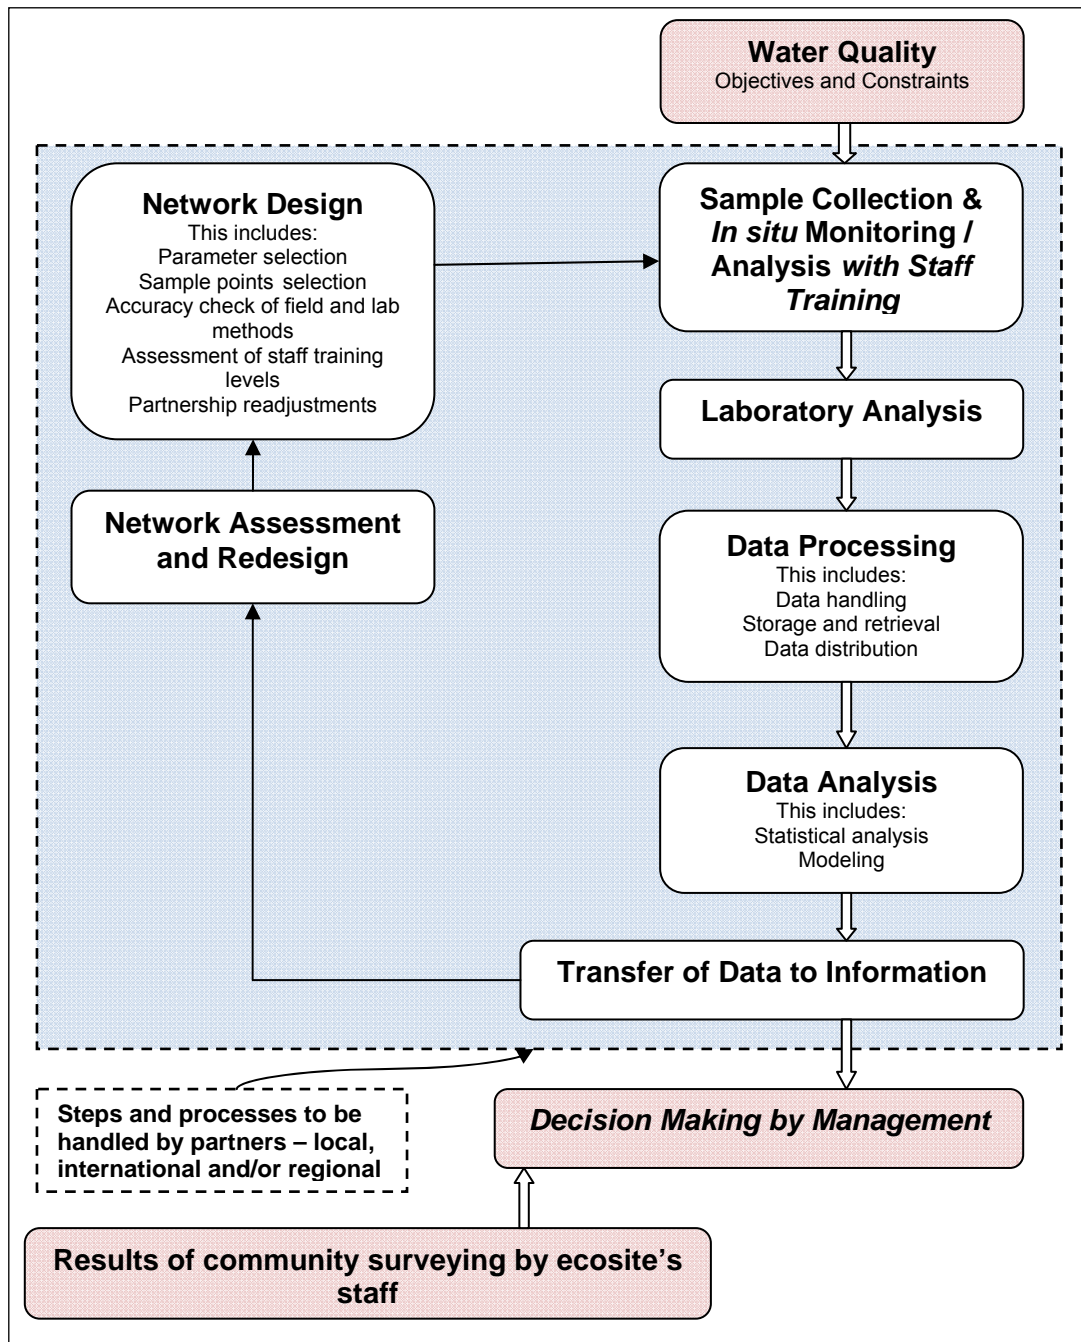 Water Quality
Objectives and Constraints
Network Design
This includes:
Parameter selection
Sample points selection
Accuracy check of field and lab
methods
Assessment of staff training
levels
Partnership readjustments
Sample Collection &
In situ Monitoring /
Analysis with Staff
Training
Laboratory Analysis
Network Assessment
and Redesign
Data Processing
This includes:
Data handling
Storage and retrieval
Data distribution
Data Analysis
This includes:
Statistical analysis
Modeling
Transfer of Data to Information
Steps and processes to be
handled by partners – local,
international and/or regional
Decision Making by Management
Results of community surveying by ecosite’s
staff